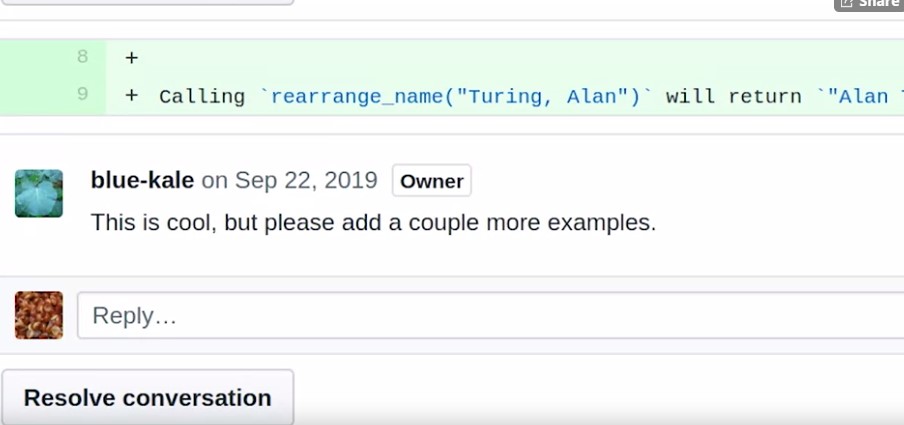 Share
8 +
9 + Calling `rearrange_name("Turing, Alan")` will return `"Alan
blue-kale on Sep 22, 2019 Owner
This is cool, but please add a couple more examples.
Reply…
Resolve conversation